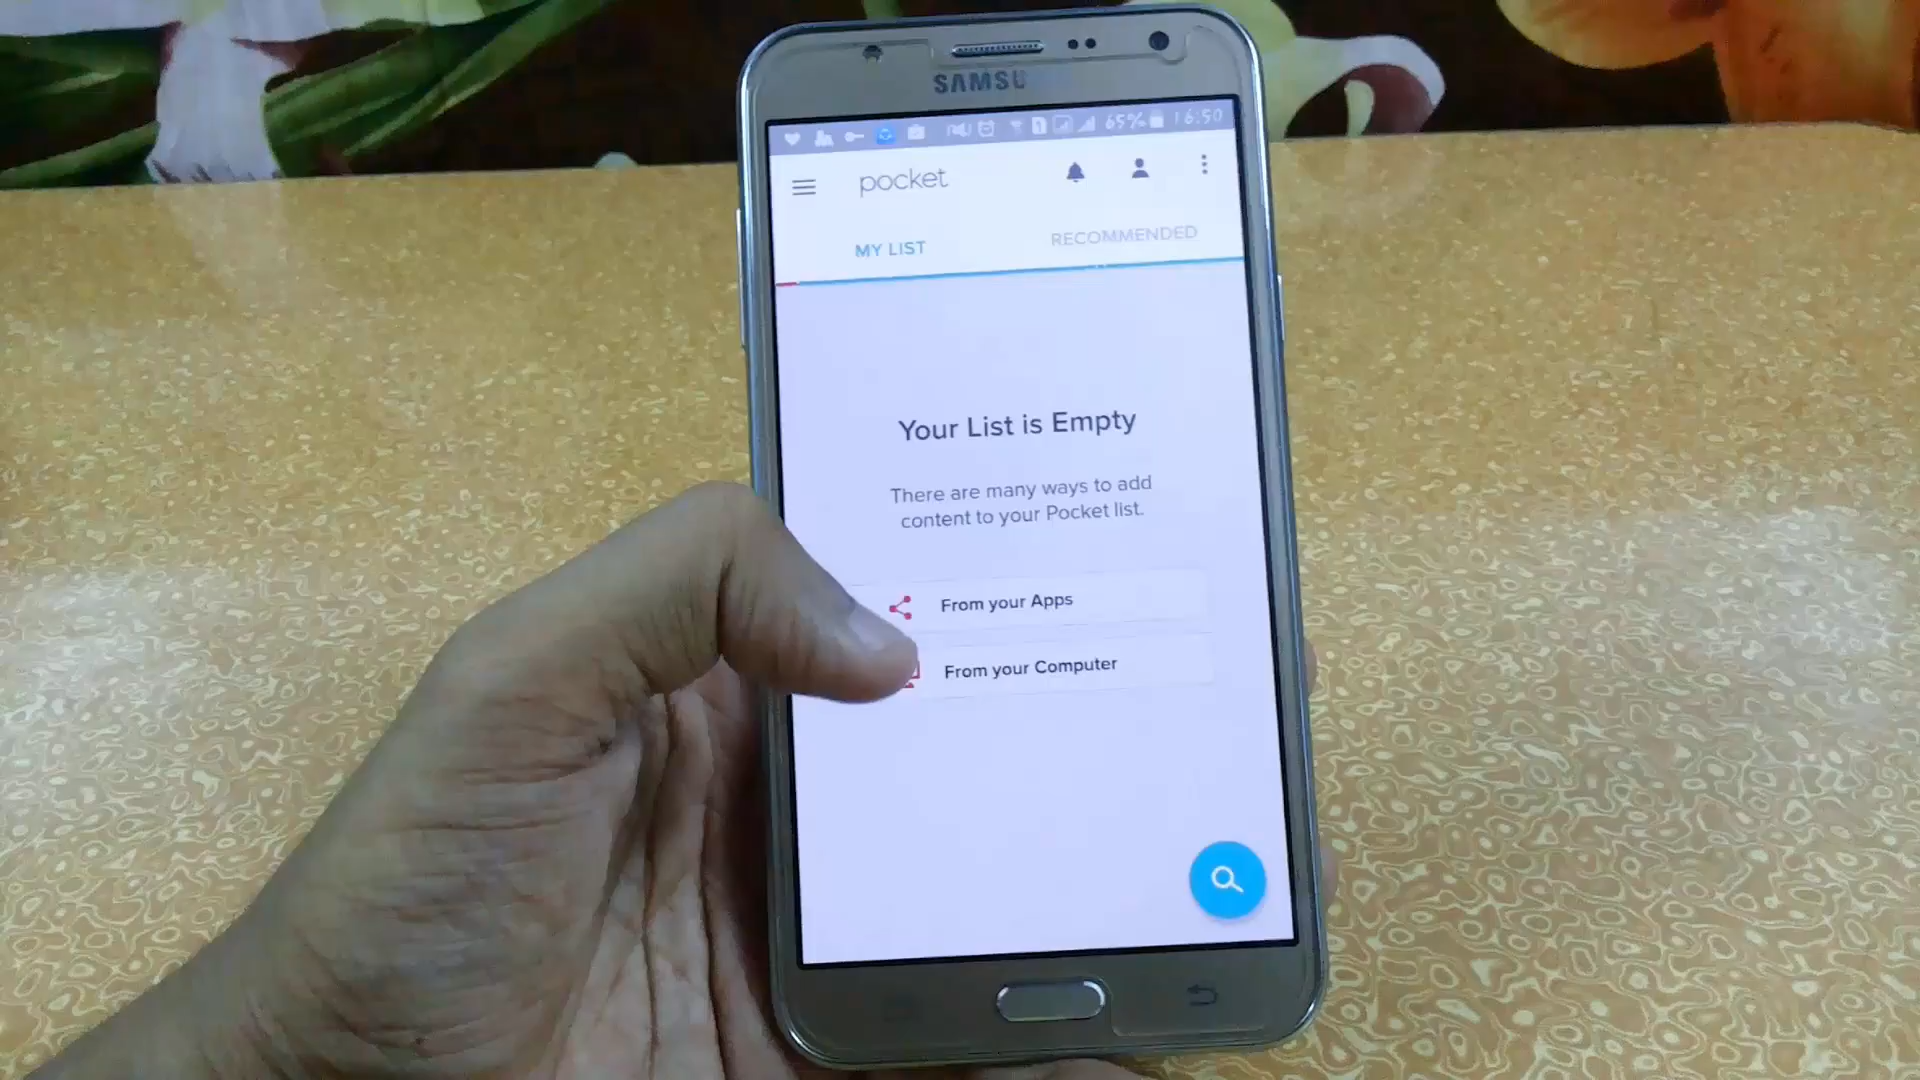 SAMSU
65% 16:50
pocket
MY LIST
RECOMMENDED
Your List is Empty
There are many ways to add
content to your Pocket list.
From your Apps
From your Computer